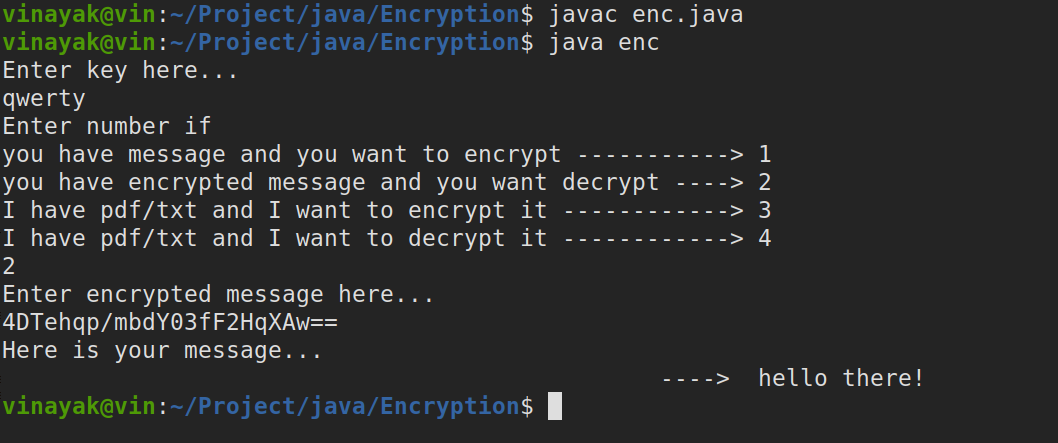 vinayak@vin:~/Project/java/Encryption$ javac enc.java
vinayak@vin:~/Project/java/Encryption$ java enc
Enter key here...
qwerty
Enter number if
you have message and you want to encrypt -----------> 1
you have encrypted message and you want decrypt ----> 2
I have pdf/txt and I want to encrypt it ------------> 3
I have pdf/txt and I want to decrypt it ------------> 4
2
Enter encrypted message here...
4DTehqp/mbdY03fF2HqXAw==
Here is your message...
---->  hello there!
vinayak@vin:~/Project/java/Encryption$